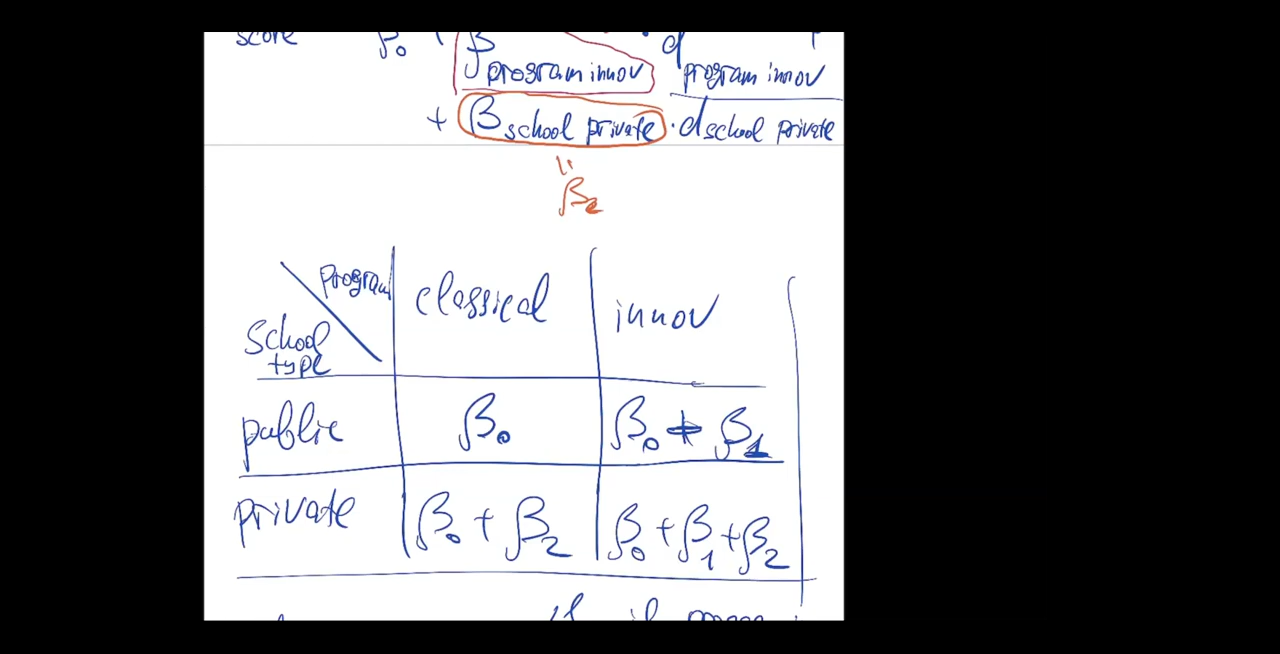 score β₀ + β program innov · d program innov +
+ β school private · d school private
"
β₂
program classical innov
school type
public β₀ β₀ + β₁
private β₀ + β₂ β₀ + β₁ + β₂